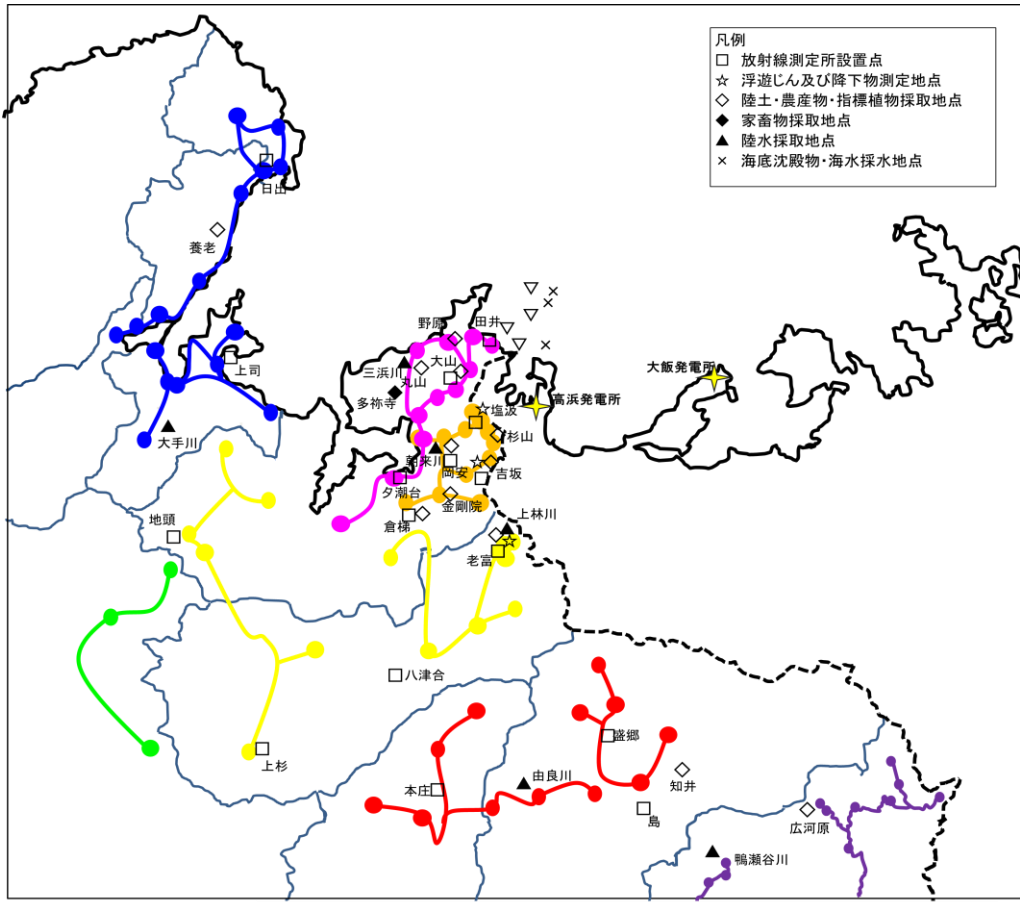 凡例
放射線測定所設置点
浮遊じん及び降下物測定地点
陸土・農産物・指標植物採取地点
家畜物採取地点
陸水採取地点
海底沈殿物・海水採水地点
日出
養老
野原
田井
大山
三浜川
丸山
多祢寺
上司
大飯発電所
高浜発電所
塩汲
杉山
大手川
朝来川
岡安
吉坂
夕潮台
金剛院
倉梯
上林川
地頭
老富
八津合
上杉
盛郷
知井
由良川
本庄
島
広河原
鴨瀬谷川